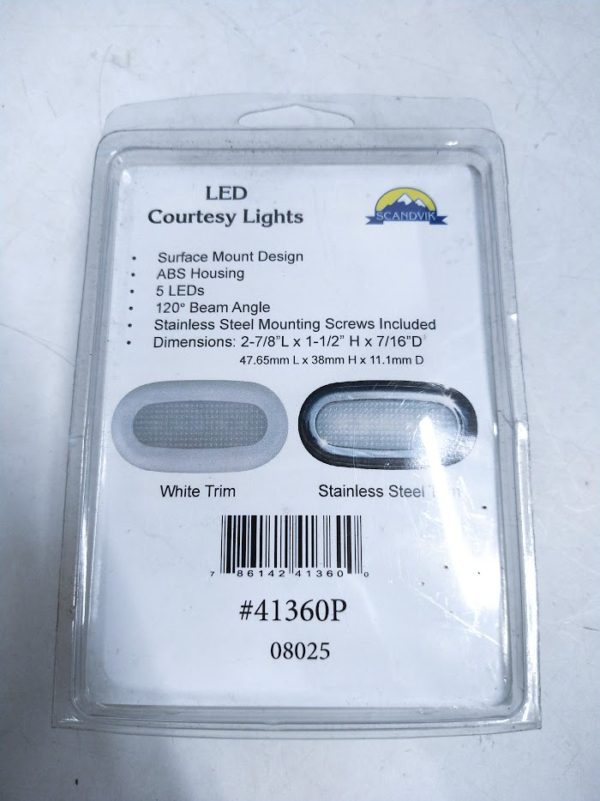 LED
Courtesy Lights
SCANDVIK
• Surface Mount Design
• ABS Housing
• 5 LEDs
• 120° Beam Angle
• Stainless Steel Mounting Screws Included
• Dimensions: 2-7/8"L x 1-1/2" H x 7/16"D
47.65mm L x 38mm H x 11.1mm D
White Trim
Stainless Steel
7 86142 41360 0
#41360P
08025